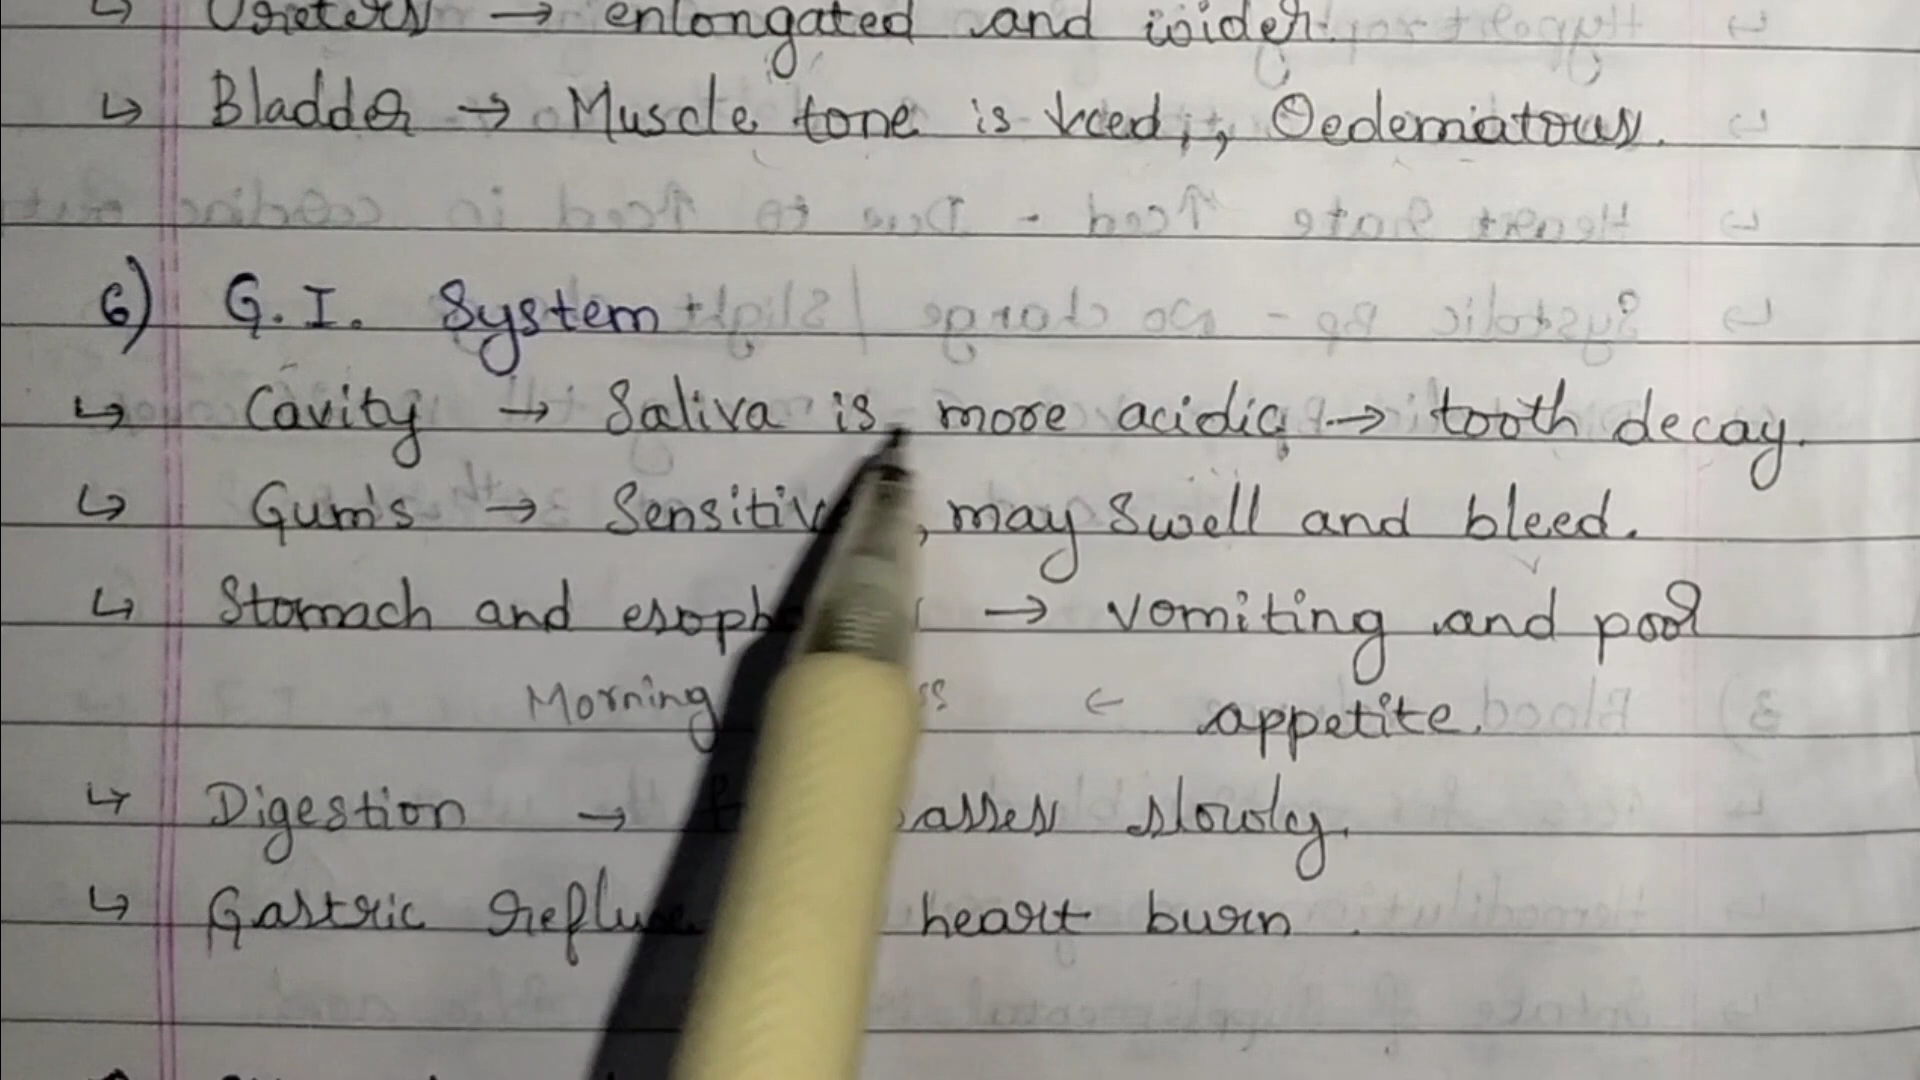 ↳ Ureters → enlongated and wider.
↳ Bladder → Muscle tone is ↓ced, Oedematous.
6) G. I. System
↳ Cavity → Saliva is more acidic → tooth decay.
↳ Gum's → Sensitiv , may swell and bleed.
↳ Stomach and esoph → vomiting and poor
Morning ss ← appetite.
↳ Digestion → asses slowly.
↳ Gastric reflux heart burn.